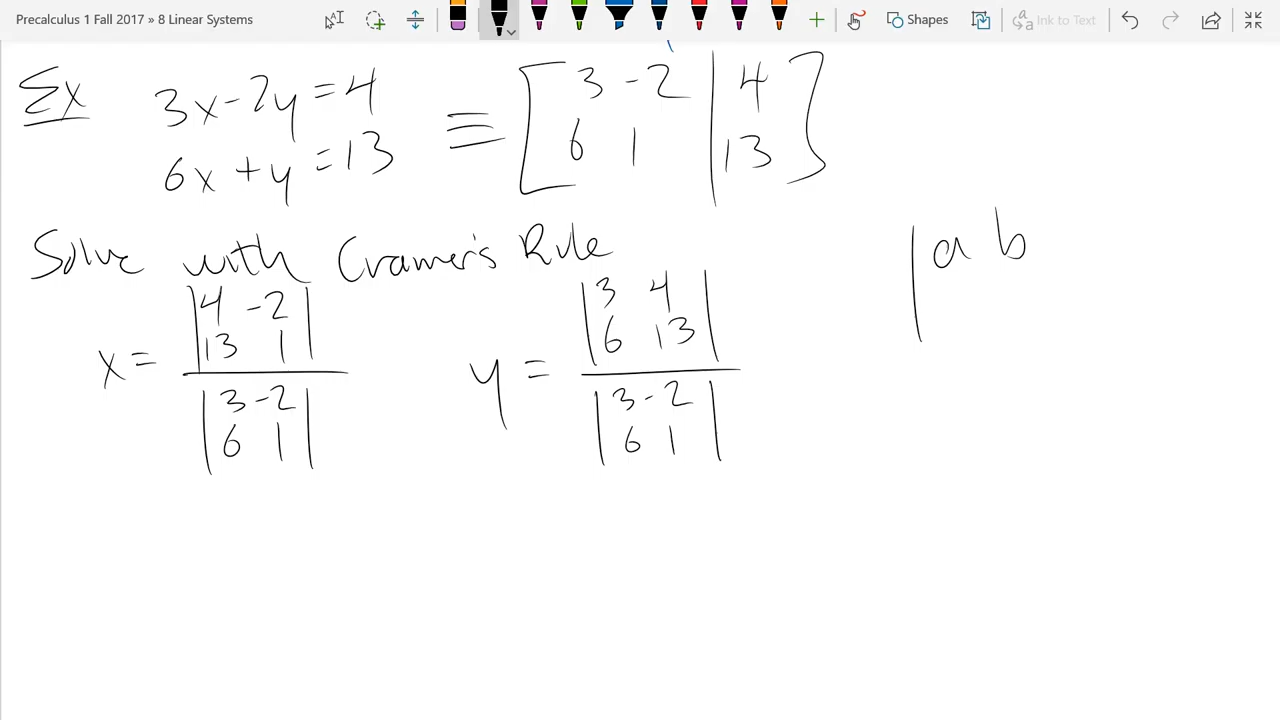 Precalculus 1 Fall 2017 » 8 Linear Systems
Shapes
Ink to Text
Ex 3x-2y=4 ≡ [3 -2 | 4]
6x+y=13 [6 1 | 13]
Solve with Cramer's Rule
|a b
x = |4 -2| y = |3 4|
|13 1| |6 13|
|3 -2| |3 -2|
|6 1| |6 1|